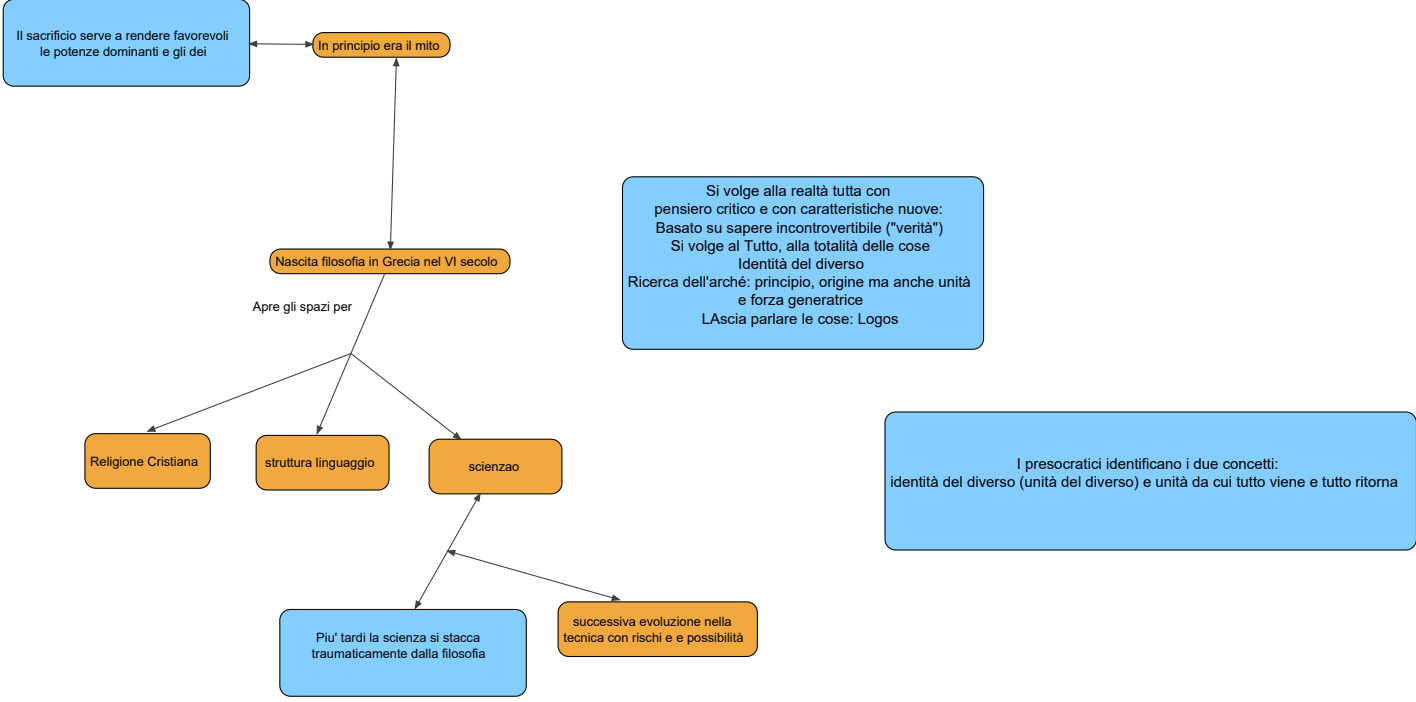 Il sacrificio serve a rendere favorevoli
le potenze dominanti e gli dei
In principio era il mito
Si volge alla realtà tutta con
pensiero critico e con caratteristiche nuove:
Basato su sapere incontrovertibile ("verità")
Si volge al Tutto, alla totalità delle cose
Identità del diverso
Ricerca dell'arché: principio, origine ma anche unità
e forza generatrice
LAscia parlare le cose: Logos
Nascita filosofia in Grecia nel VI secolo
Apre gli spazi per
Religione Cristiana
struttura linguaggio
scienzao
I presocratici identificano i due concetti:
identità del diverso (unità del diverso) e unità da cui tutto viene e tutto ritorna
Piu' tardi la scienza si stacca
traumaticamente dalla filosofia
successiva evoluzione nella
tecnica con rischi e e possibilità